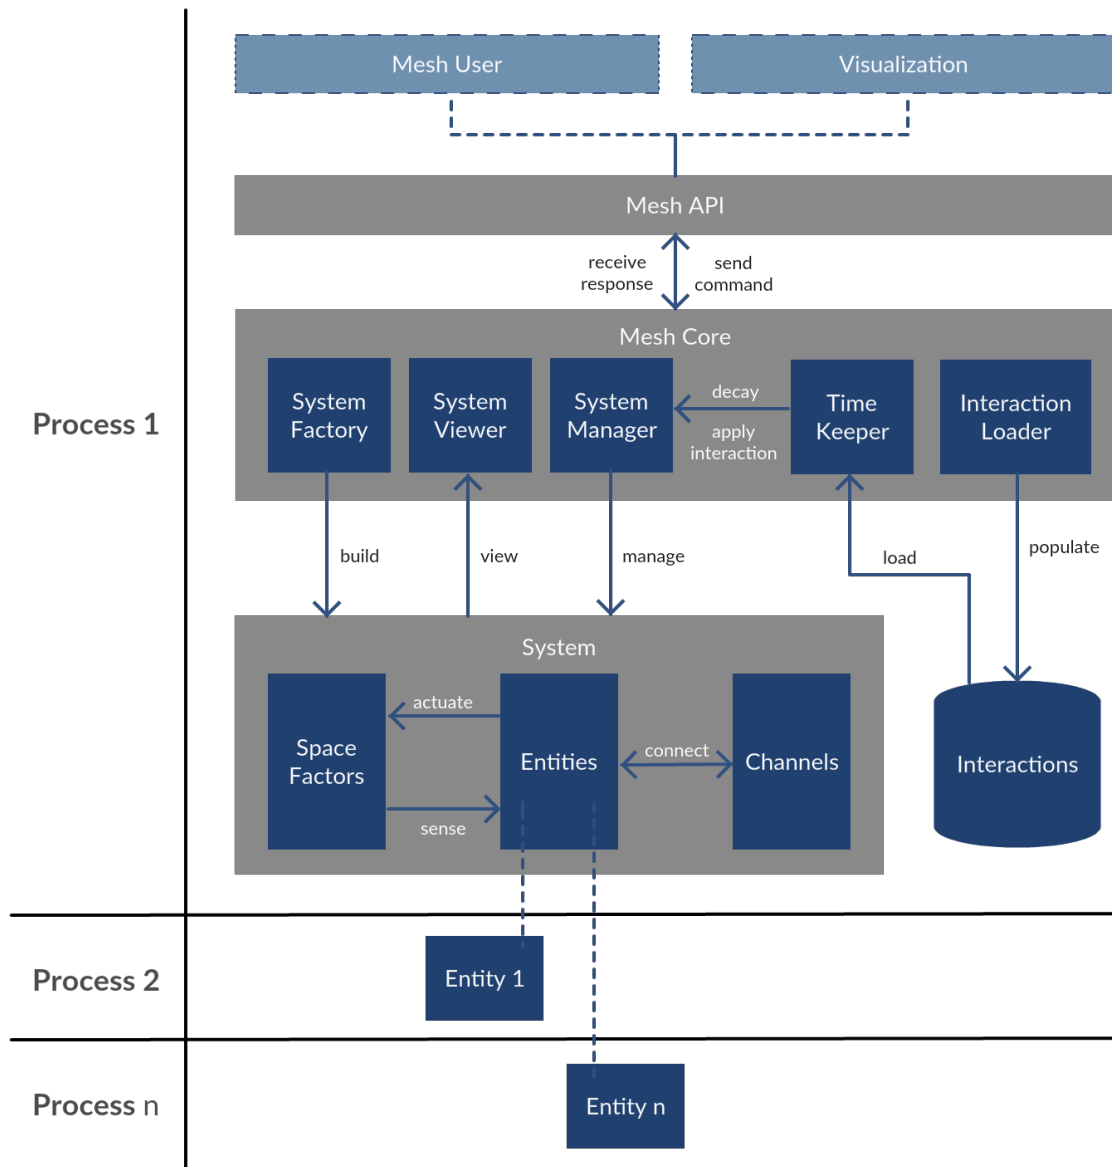 Mesh User
Visualization
Mesh API
receive
response
send
command
Mesh Core
Process 1
System
Factory
System
Viewer
System
Manager
decay
apply
interaction
Time
Keeper
Interaction
Loader
build
view
manage
load
populate
System
Space
Factors
actuate
sense
Entities
connect
Channels
Interactions
Process 2
Entity 1
Process n
Entity n